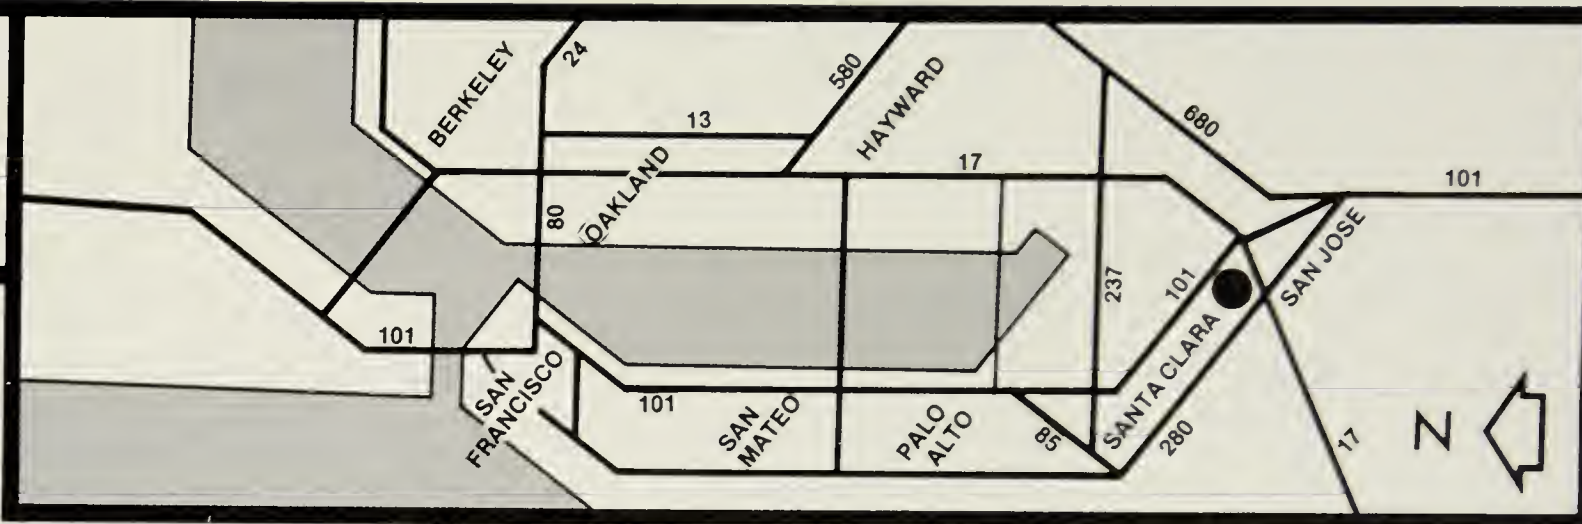 BERKELEY
24
580
HAYWARD
13
680
17
101
OAKLAND
80
237
101
SAN JOSE
101
SANTA CLARA
SAN
FRANCISCO
101
SAN
MATEO
PALO
ALTO
85
280
17
N